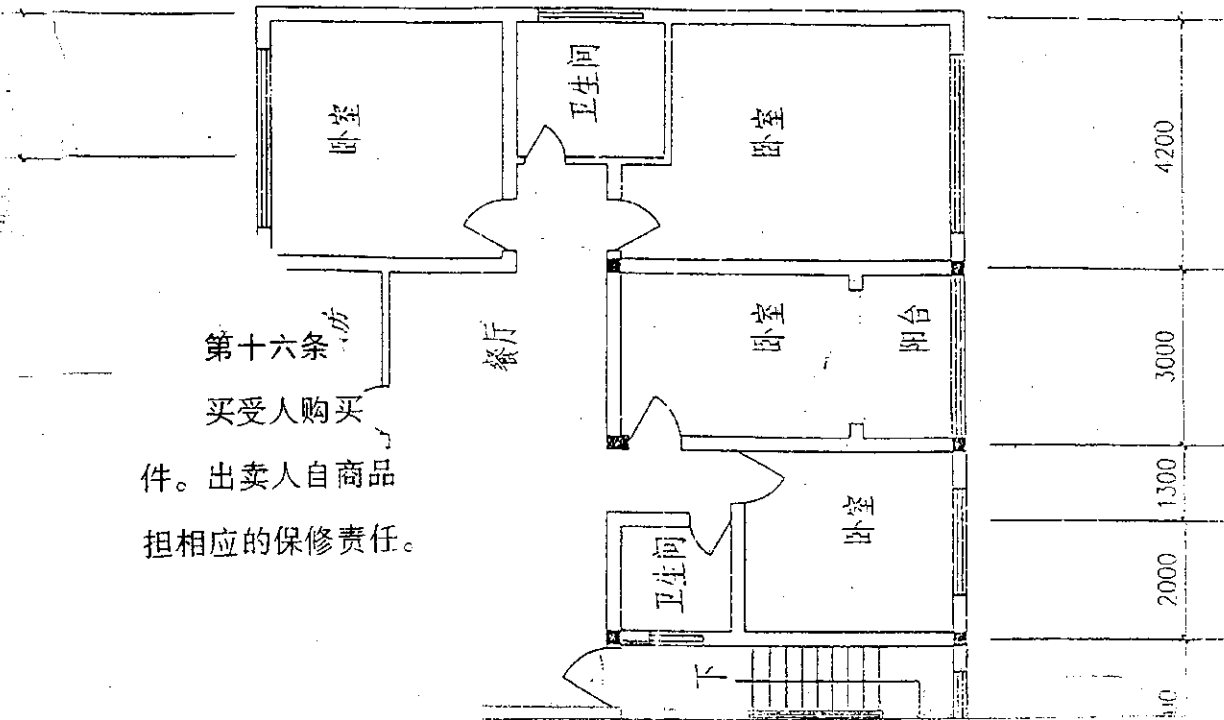 卫生间
卧室
卧室
4200
房
餐厅
卧室
阳台
3000
第十六条
买受人购买
件。出卖人自商品
担相应的保修责任。
1300
卧室
卫生间
2000
下